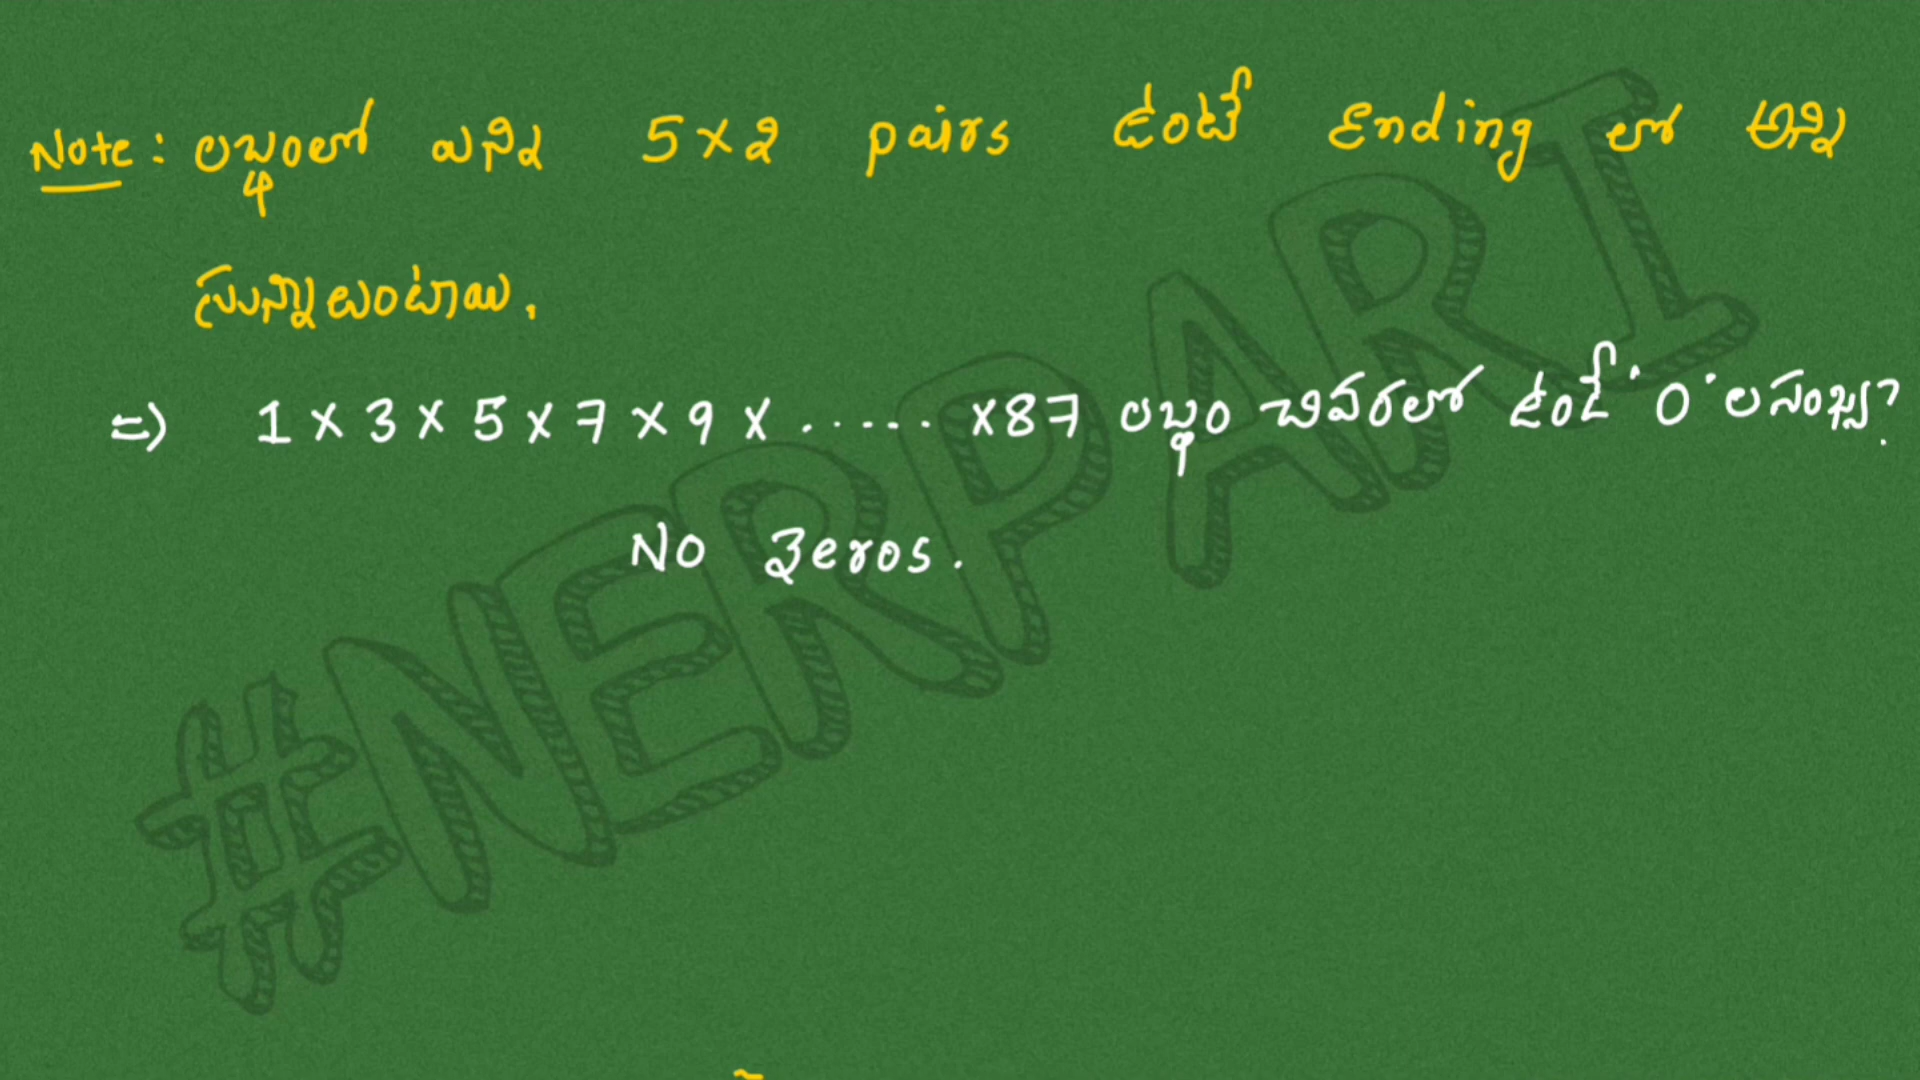 Note: లబ్ధంలో ఎన్ని 5×2 pairs ఉంటే Ending లో అన్ని
సున్నాలుంటాయి.
=) 1 × 3 × 5 × 7 × 9 × ...... ×87 లబ్ధం చివరలో ఉండే '0' ల సంఖ్య?
No zeros.
#NERPARI